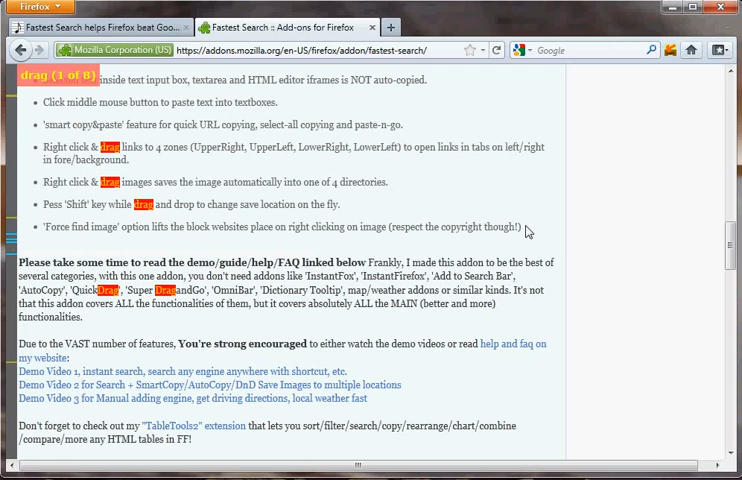 Firefox
Fastest Search helps Firefox beat Goo...
Fastest Search :: Add-ons for Firefox
Mozilla Corporation (US)
https://addons.mozilla.org/en-US/firefox/addon/fastest-search/
Google
drag (1 of 8)
inside text input box, textarea and HTML editor iframes is NOT auto-copied.
Click middle mouse button to paste text into textboxes.
'smart copy&paste' feature for quick URL copying, select-all copying and paste-n-go.
Right click & drag links to 4 zones (UpperRight, UpperLeft, LowerRight, LowerLeft) to open links in tabs on left/right
in fore/background.
Right click & drag images saves the image automatically into one of 4 directories.
Pess 'Shift' key while drag and drop to change save location on the fly.
'Force find image' option lifts the block websites place on right clicking on image (respect the copyright though!)
Please take some time to read the demo/guide/help/FAQ linked below Frankly, I made this addon to be the best of
several categories, with this one addon, you don't need addons like 'InstantFox', 'InstantFirefox', 'Add to Search Bar',
'AutoCopy', 'QuickDrag', 'Super DragandGo', 'OmniBar', 'Dictionary Tooltip', map/weather addons or similar kinds. It's not
that this addon covers ALL the functionalities of them, but it covers absolutely ALL the MAIN (better and more)
functionalities.
Due to the VAST number of features, You're strong encouraged to either watch the demo videos or read help and faq on
my website:
Demo Video 1, instant search, search any engine anywhere with shortcut, etc.
Demo Video 2 for Search + SmartCopy/AutoCopy/DnD Save Images to multiple locations
Demo Video 3 for Manual adding engine, get driving directions, local weather fast
Don't forget to check out my "TableTools2" extension that lets you sort/filter/search/copy/rearrange/chart/combine
/compare/more any HTML tables in FF!